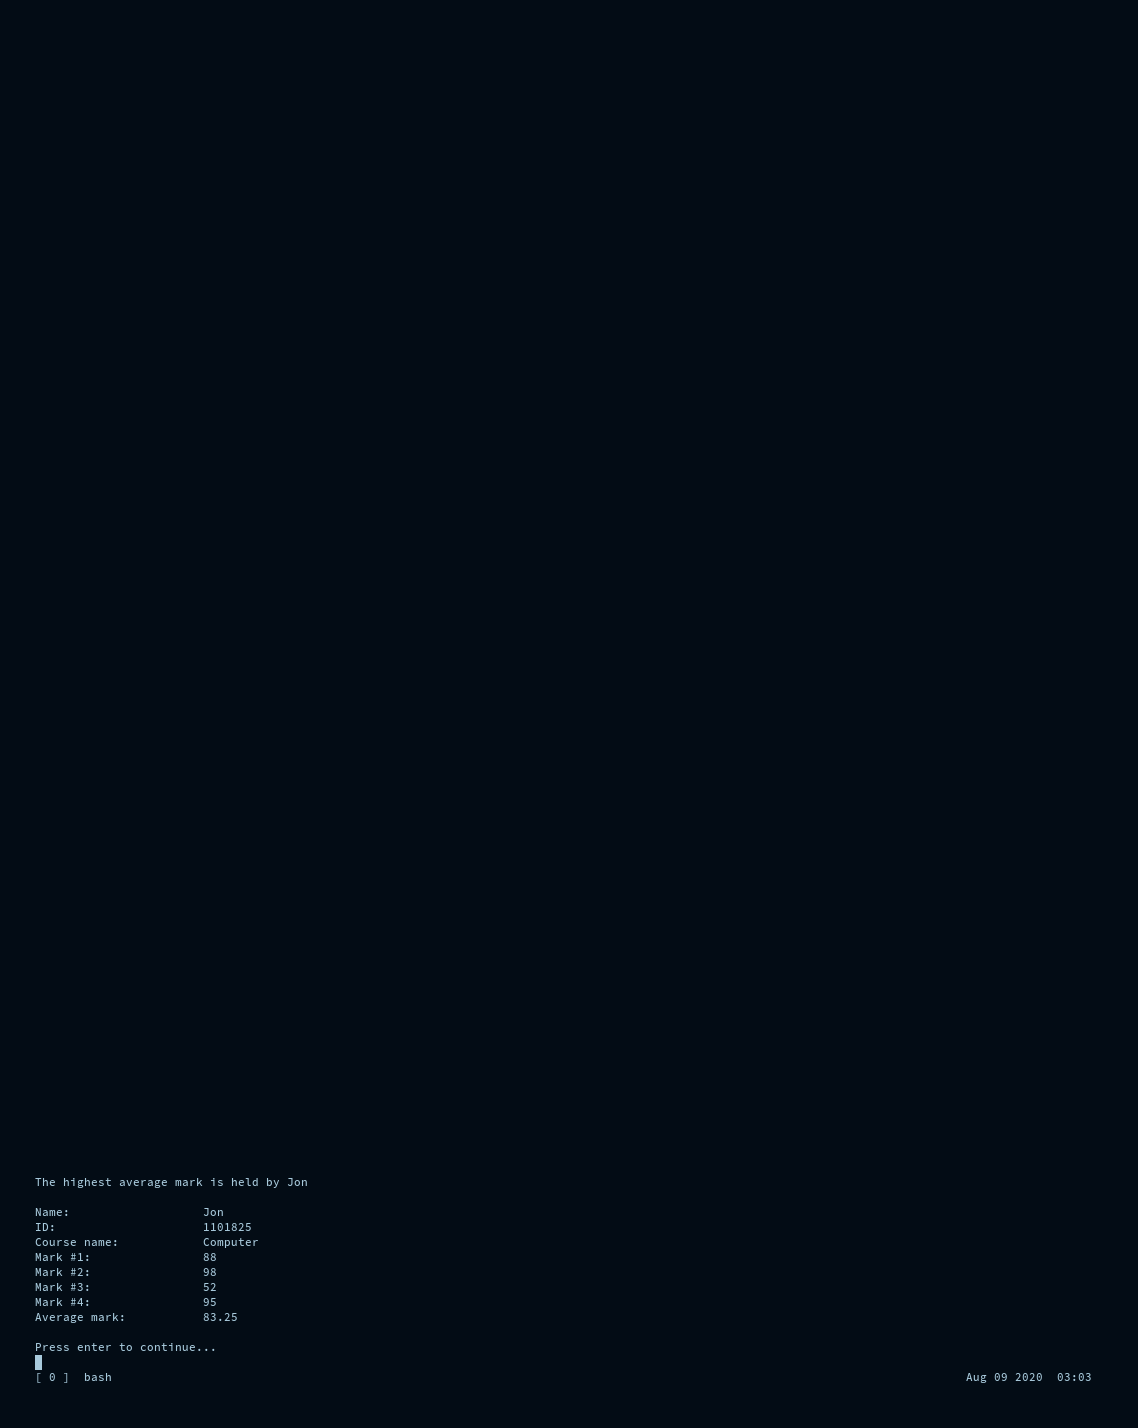 The highest average mark is held by Jon
Name: Jon
ID: 1101825
Course name: Computer
Mark #1: 88
Mark #2: 98
Mark #3: 52
Mark #4: 95
Average mark: 83.25
Press enter to continue...
[ 0 ] bash Aug 09 2020 03:03